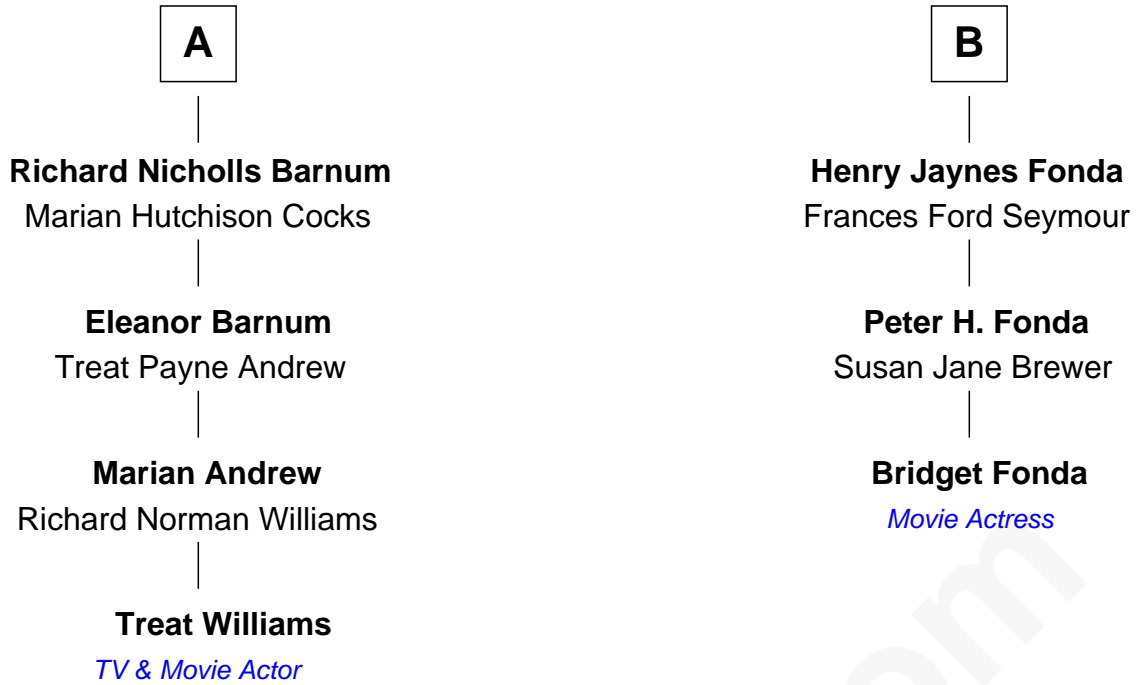 A
Richard Nicholls Barnum
Marian Hutchison Cocks
Eleanor Barnum
Treat Payne Andrew
Marian Andrew
Richard Norman Williams
Treat Williams
TV & Movie Actor
B
Henry Jaynes Fonda
Frances Ford Seymour
Peter H. Fonda
Susan Jane Brewer
Bridget Fonda
Movie Actress
om